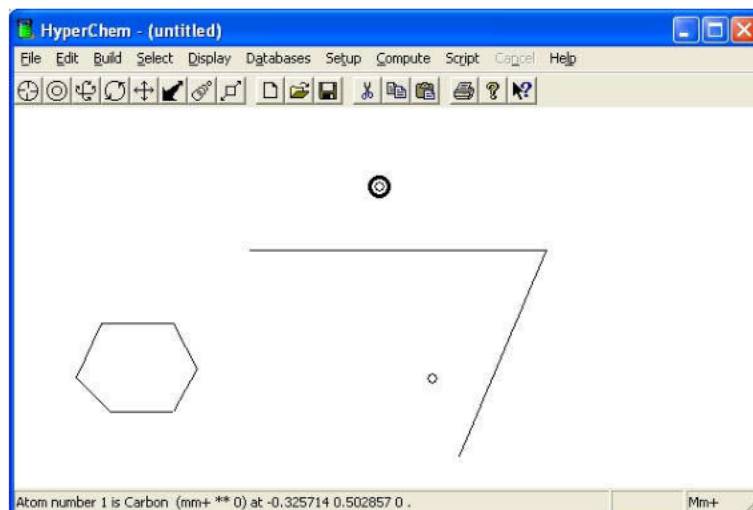 HyperChem - (untitled)
File Edit Build Select Display Databases Setup Compute Script Cancel Help
Atom number 1 is Carbon (mm+ ** 0) at -0.325714 0.502857 0 .
Mm+